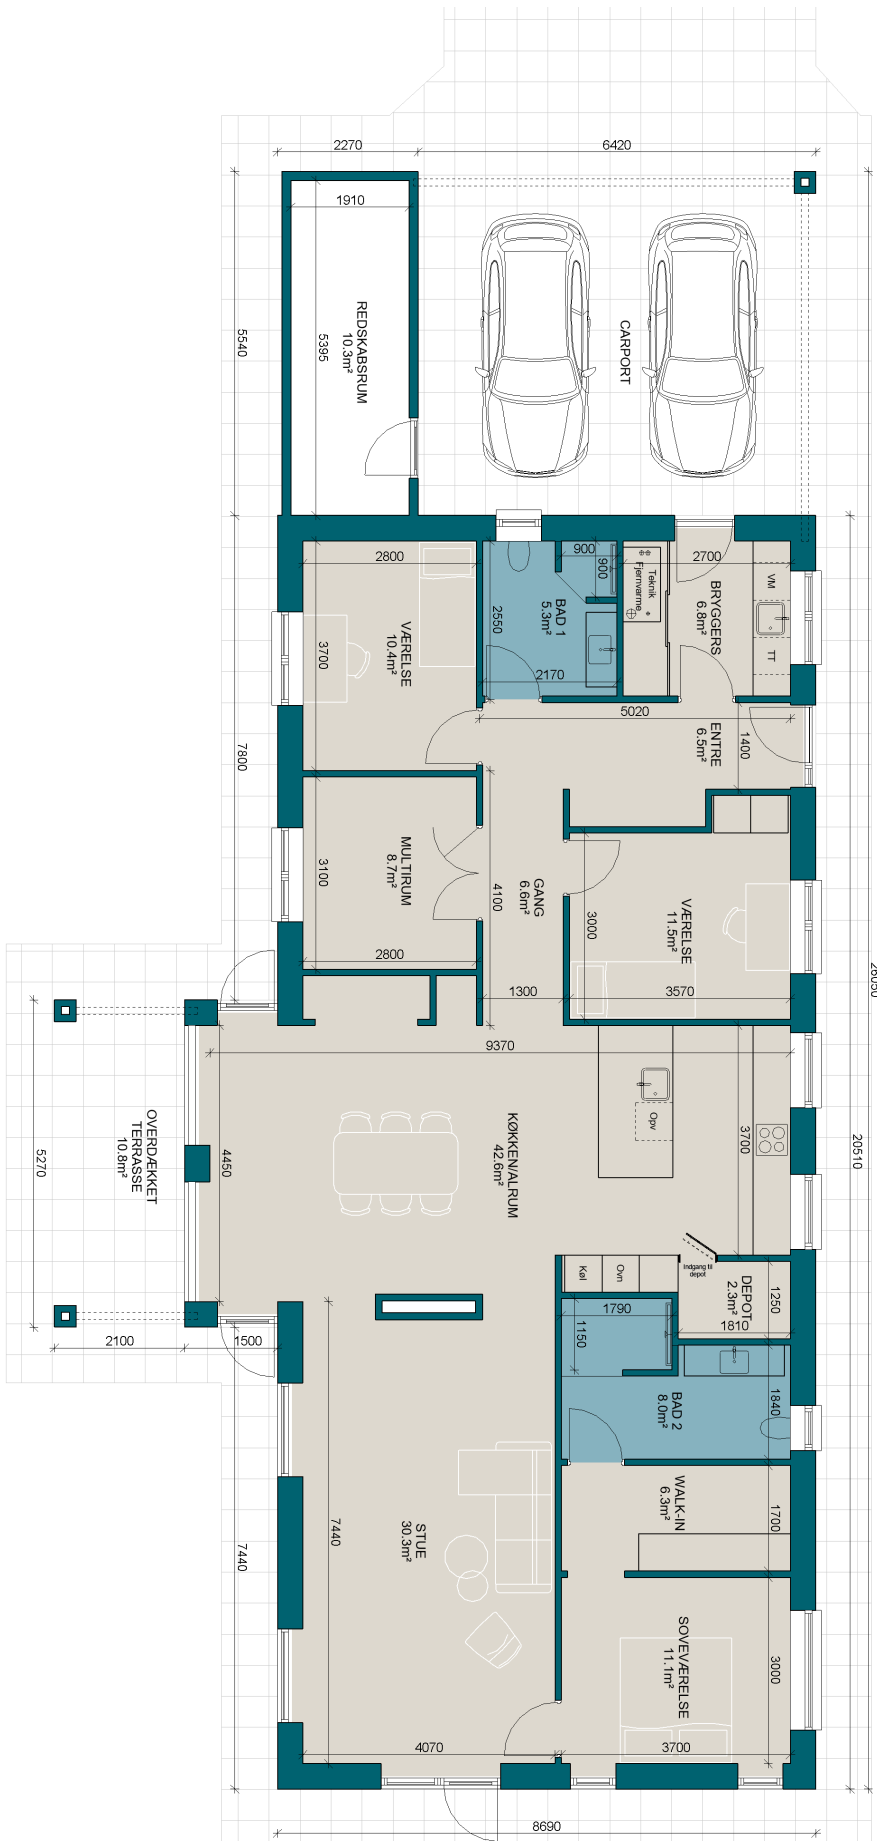 2270
6420
1910
REDSKABSRUM
10.3m²
5395
5540
CARPORT
2800
900
900
2700
Teknik
Fjernvarme
VM
TT
BRYGGERS
6.8m²
BAD 1
5.3m²
2550
2170
VÆRELSE
10.4m²
3700
5020
ENTRE
6.5m²
1400
7800
MULTIRUM
8.7m²
3100
2800
GANG
6.6m²
4100
1300
VÆRELSE
11.5m²
3000
3570
26050
9370
Opv
3700
KØKKEN/ALRUM
42.6m²
4450
OVERDÆKKET
TERRASSE
10.8m²
5270
20510
Køl
Ovn
Indgang til
depot
DEPOT
2.3m²
1250
1810
1790
1150
2100
1500
BAD 2
8.0m²
1840
WALK-IN
6.3m²
1700
STUE
30.3m²
7440
7440
SOVEVÆRELSE
11.1m²
3000
4070
3700
8690